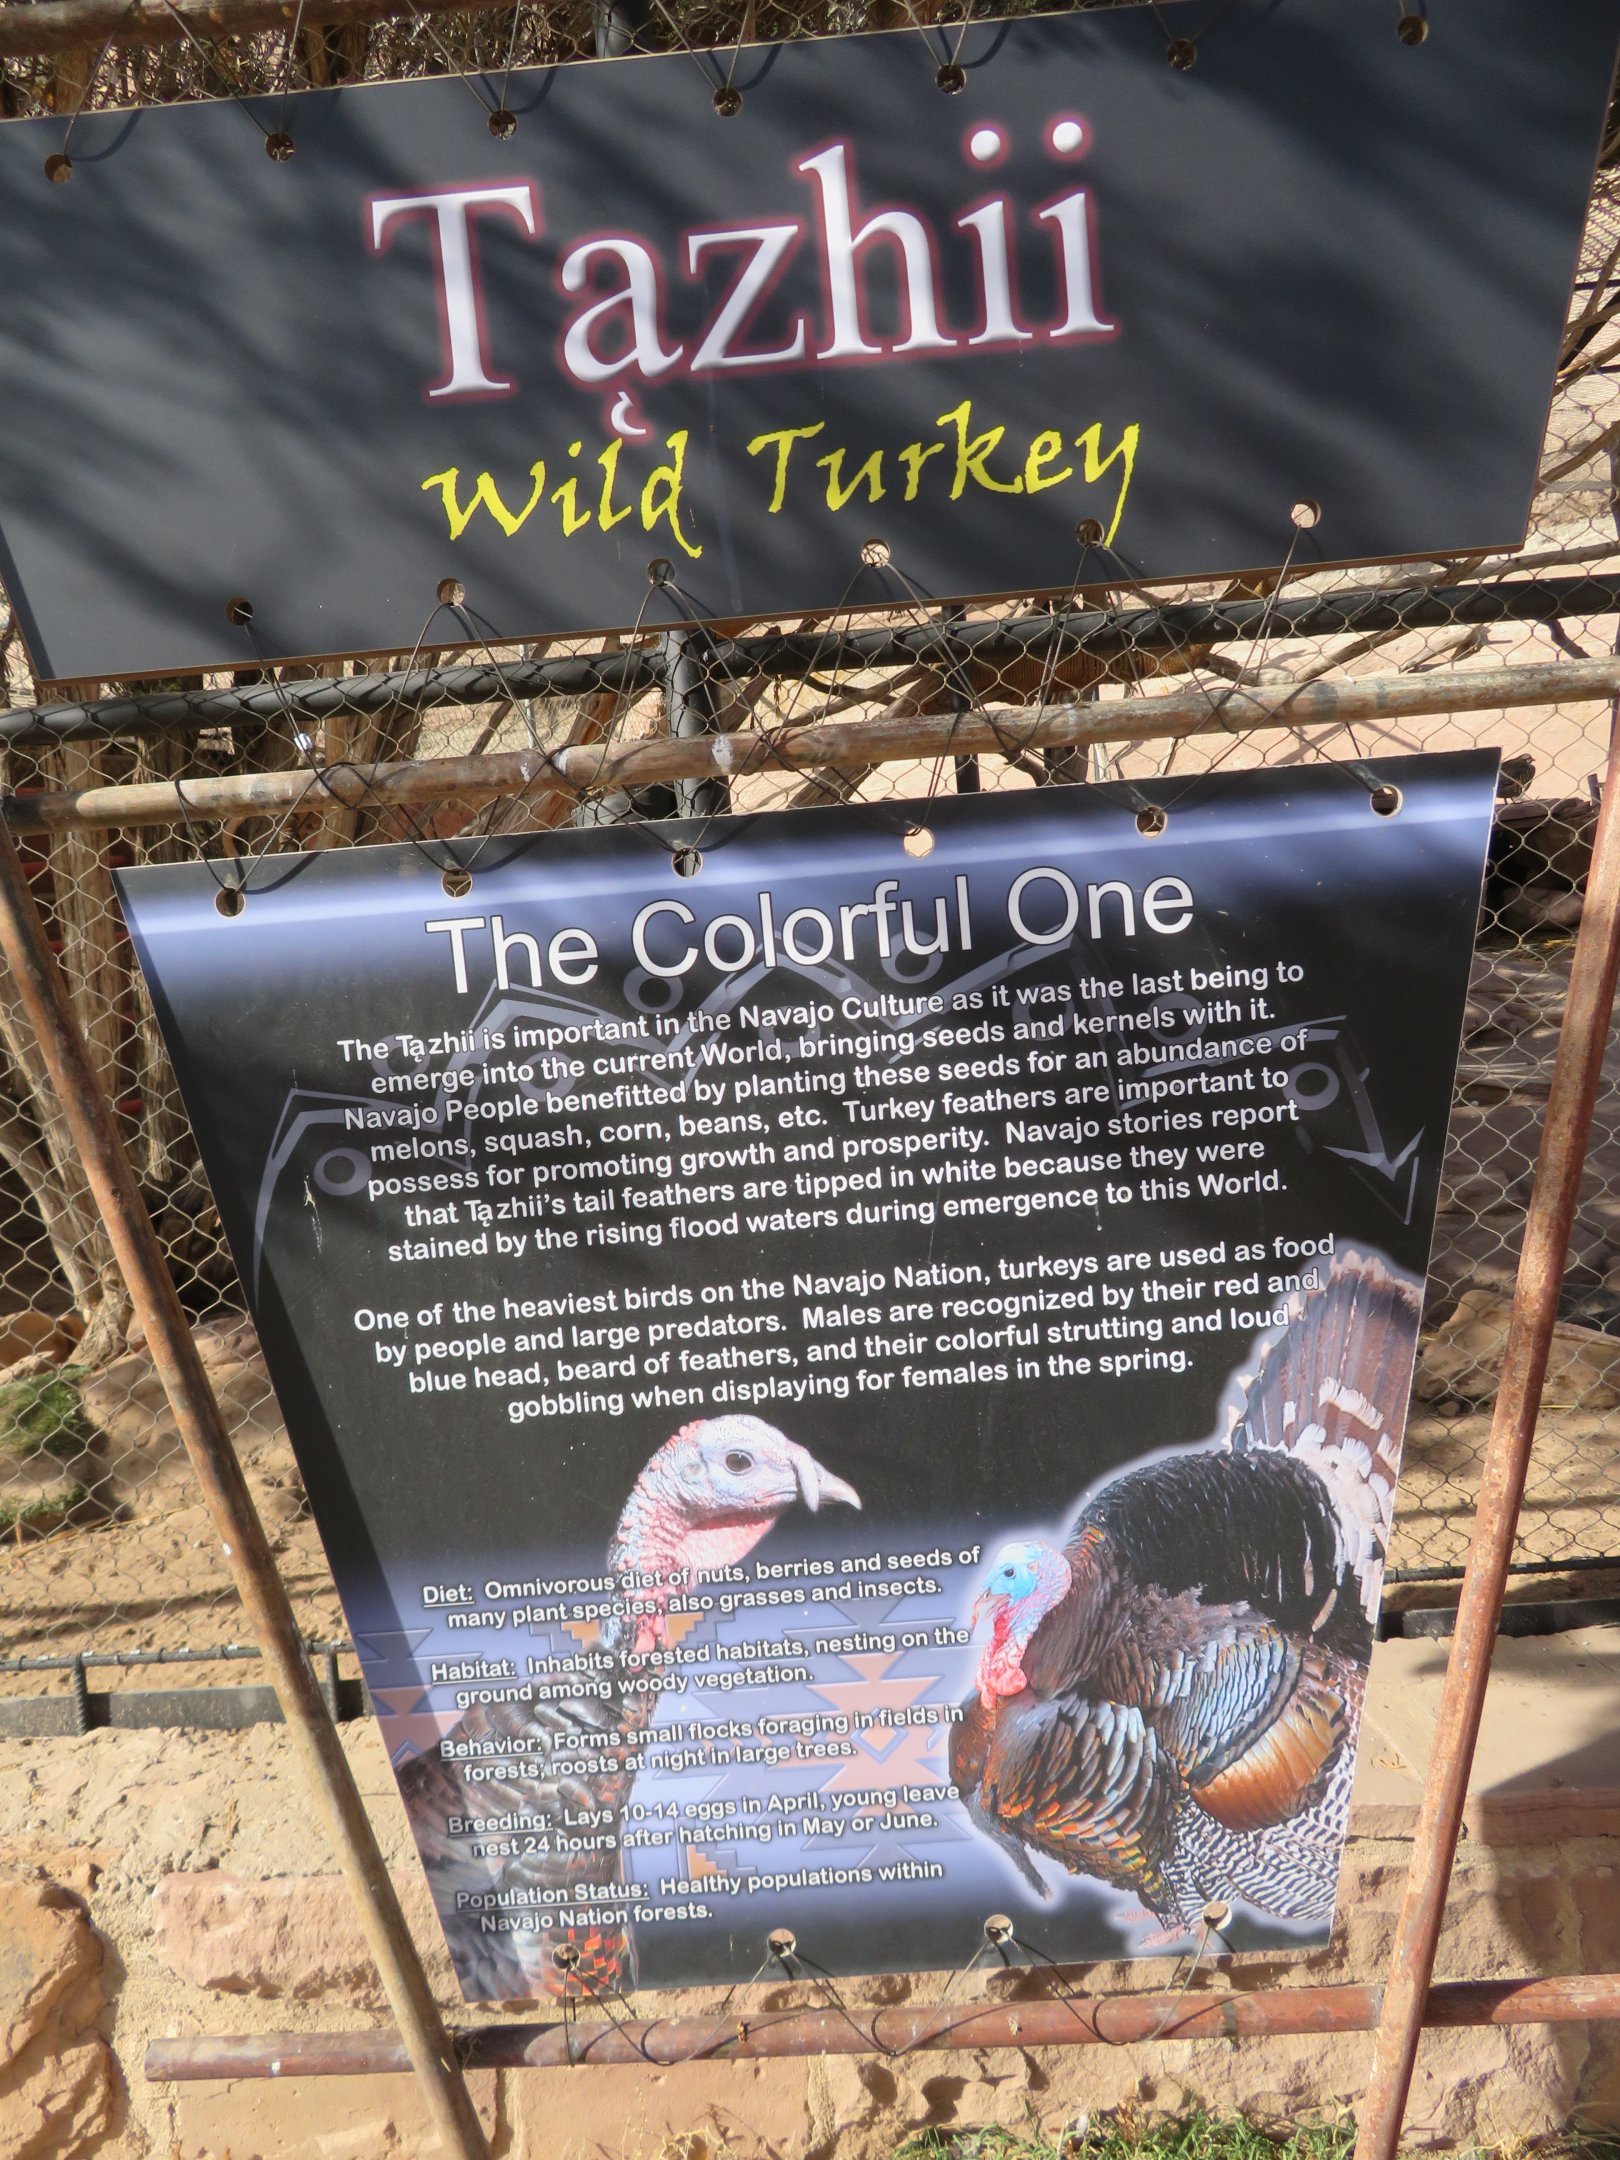 Tązhii
Wild Turkey
The Colorful One
The Tązhii is important in the Navajo Culture as it was the last being to
emerge into the current World, bringing seeds and kernels with it.
Navajo People benefitted by planting these seeds for an abundance of
melons, squash, corn, beans, etc. Turkey feathers are important to
possess for promoting growth and prosperity. Navajo stories report
that Tązhii's tail feathers are tipped in white because they were
stained by the rising flood waters during emergence to this World.
One of the heaviest birds on the Navajo Nation, turkeys are used as food
by people and large predators. Males are recognized by their red and
blue head, beard of feathers, and their colorful strutting and loud
gobbling when displaying for females in the spring.
Diet: Omnivorous diet of nuts, berries and seeds of
many plant species, also grasses and insects.
Habitat: Inhabits forested habitats, nesting on the
ground among woody vegetation.
Behavior: Forms small flocks foraging in fields in
forests; roosts at night in large trees.
Breeding: Lays 10-14 eggs in April, young leave
nest 24 hours after hatching in May or June.
Population Status: Healthy populations within
Navajo Nation forests.